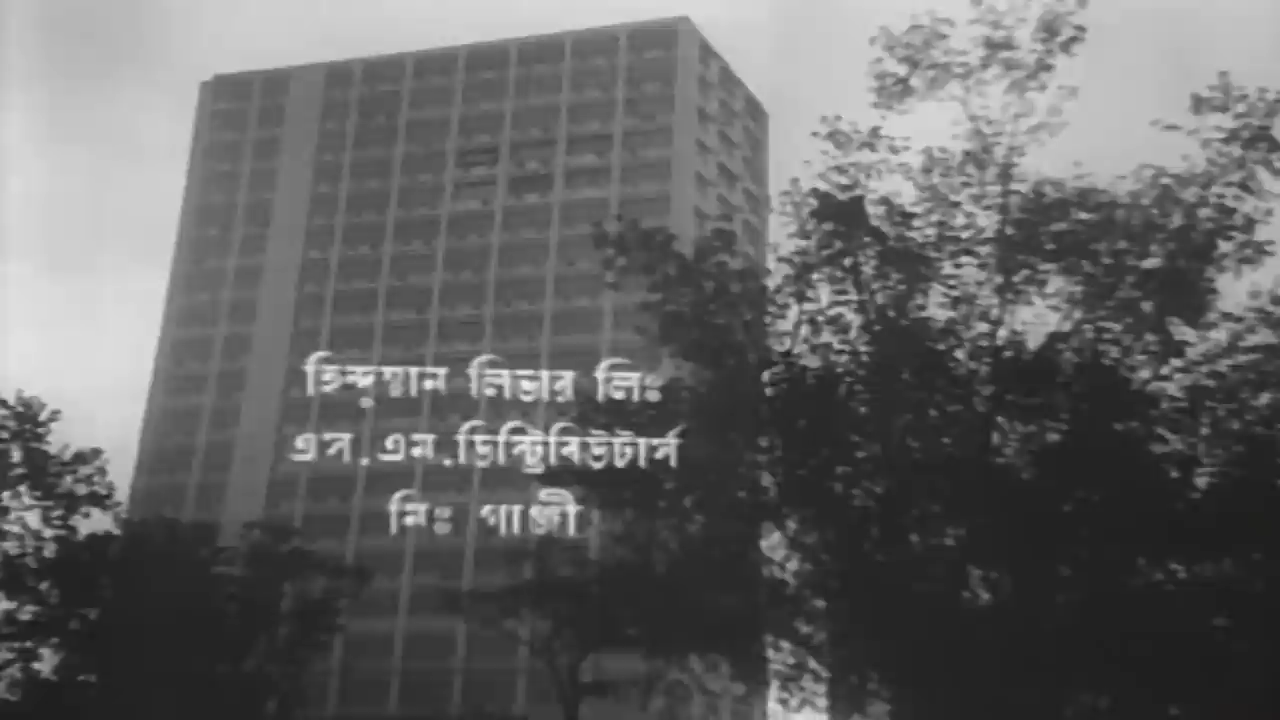 হিন্দুস্থান লিভার লিঃ
এস.এম.ডিস্ট্রিবিউটার্স
মিঃ গাঙ্গী